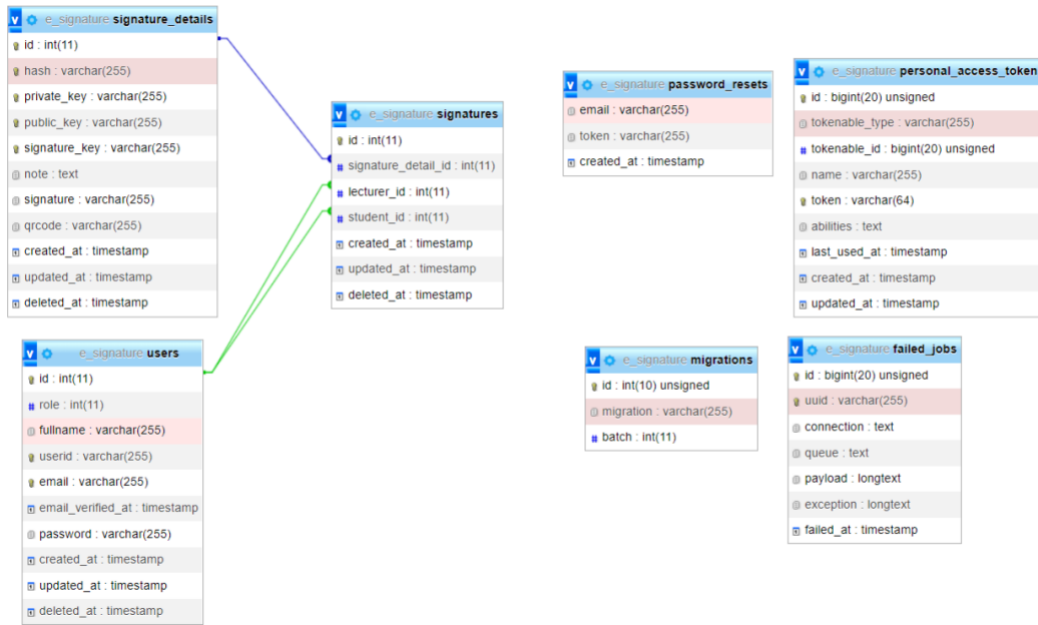 e_signature signature_details
id : int(11)
hash : varchar(255)
private_key : varchar(255)
public_key : varchar(255)
signature_key : varchar(255)
note : text
signature : varchar(255)
qrcode : varchar(255)
created_at : timestamp
updated_at : timestamp
deleted_at : timestamp
e_signature signatures
id : int(11)
signature_detail_id : int(11)
lecturer_id : int(11)
student_id : int(11)
created_at : timestamp
updated_at : timestamp
deleted_at : timestamp
e_signature users
id : int(11)
role : int(11)
fullname : varchar(255)
userid : varchar(255)
email : varchar(255)
email_verified_at : timestamp
password : varchar(255)
created_at : timestamp
updated_at : timestamp
deleted_at : timestamp
e_signature password_resets
email : varchar(255)
token : varchar(255)
created_at : timestamp
e_signature personal_access_token
id : bigint(20) unsigned
tokenable_type : varchar(255)
tokenable_id : bigint(20) unsigned
name : varchar(255)
token : varchar(64)
abilities : text
last_used_at : timestamp
created_at : timestamp
updated_at : timestamp
e_signature migrations
id : int(10) unsigned
migration : varchar(255)
batch : int(11)
e_signature failed_jobs
id : bigint(20) unsigned
uuid : varchar(255)
connection : text
queue : text
payload : longtext
exception : longtext
failed_at : timestamp